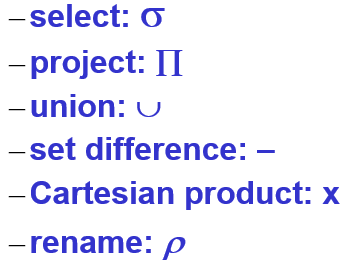 –select: σ
–project: ∏
–union: ∪
–set difference: –
–Cartesian product: x
–rename: ρ